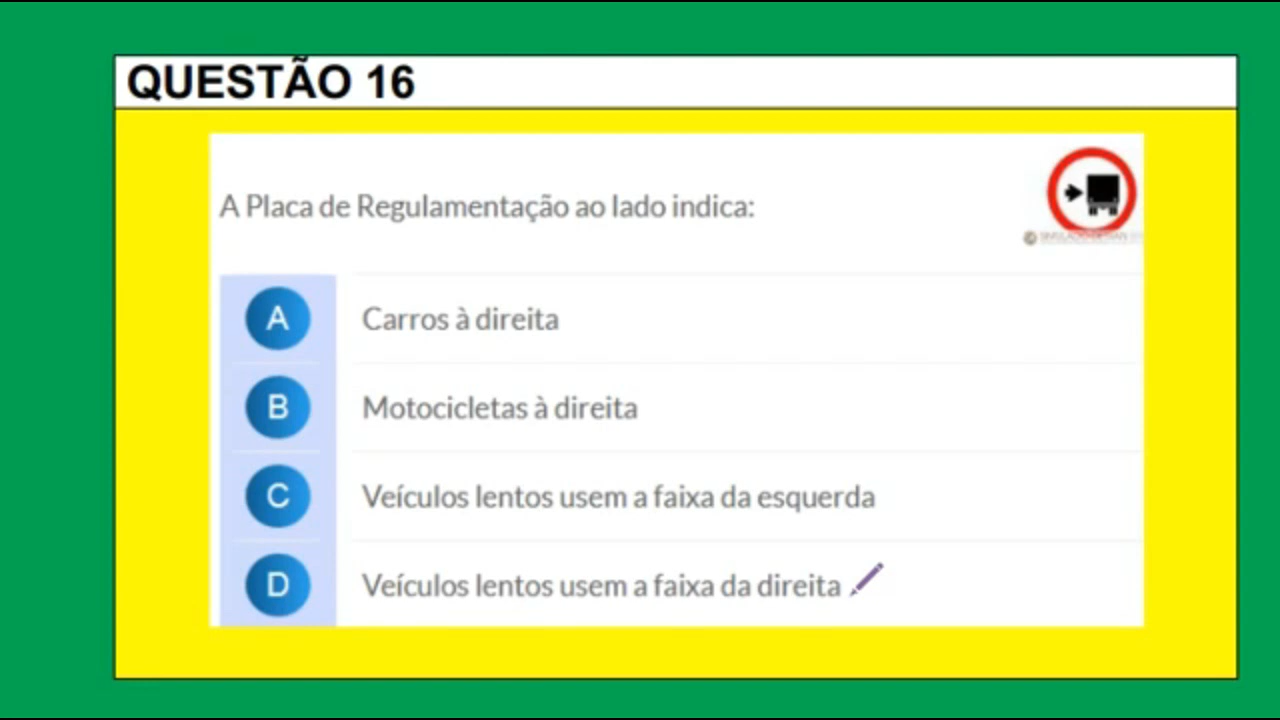 QUESTÃO 16
A Placa de Regulamentação ao lado indica:
A Carros à direita
B Motocicletas à direita
C Veículos lentos usem a faixa da esquerda
D Veículos lentos usem a faixa da direita